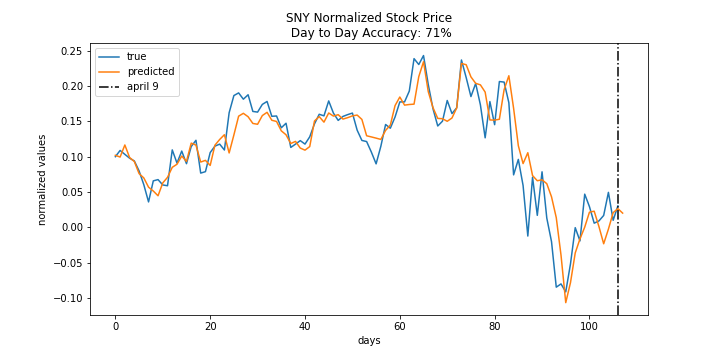 SNY Normalized Stock Price
Day to Day Accuracy: 71%
true
predicted
april 9
normalized values
0.25
0.20
0.15
0.10
0.05
0.00
−0.05
−0.10
0
20
40
60
80
100
days